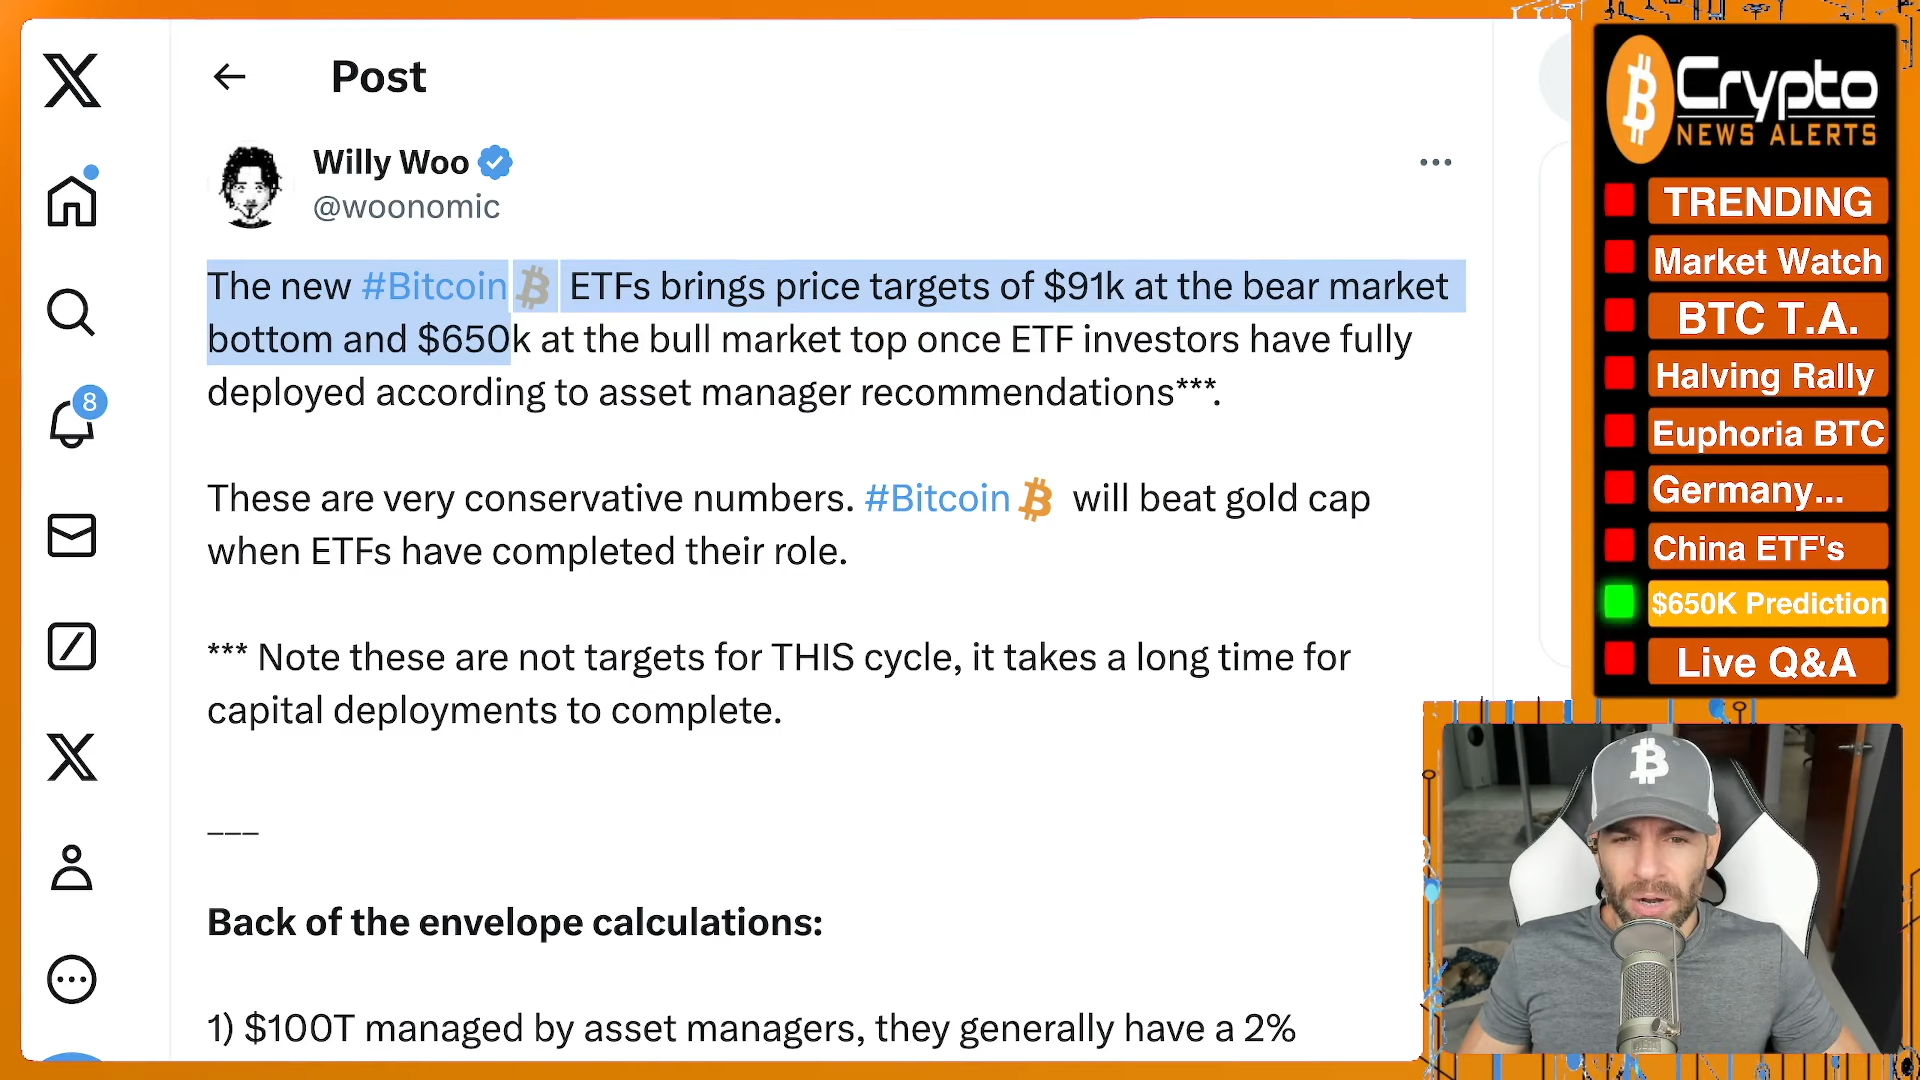 Post
Willy Woo
@woonomic
The new #Bitcoin ETFs brings price targets of $91k at the bear market
bottom and $650k at the bull market top once ETF investors have fully
deployed according to asset manager recommendations***.
These are very conservative numbers. #Bitcoin will beat gold cap
when ETFs have completed their role.
*** Note these are not targets for THIS cycle, it takes a long time for
capital deployments to complete.
___
Back of the envelope calculations:
1) $100T managed by asset managers, they generally have a 2%
8
Crypto
NEWS ALERTS
TRENDING
Market Watch
BTC T.A.
Halving Rally
Euphoria BTC
Germany...
China ETF's
$650K Prediction
Live Q&A